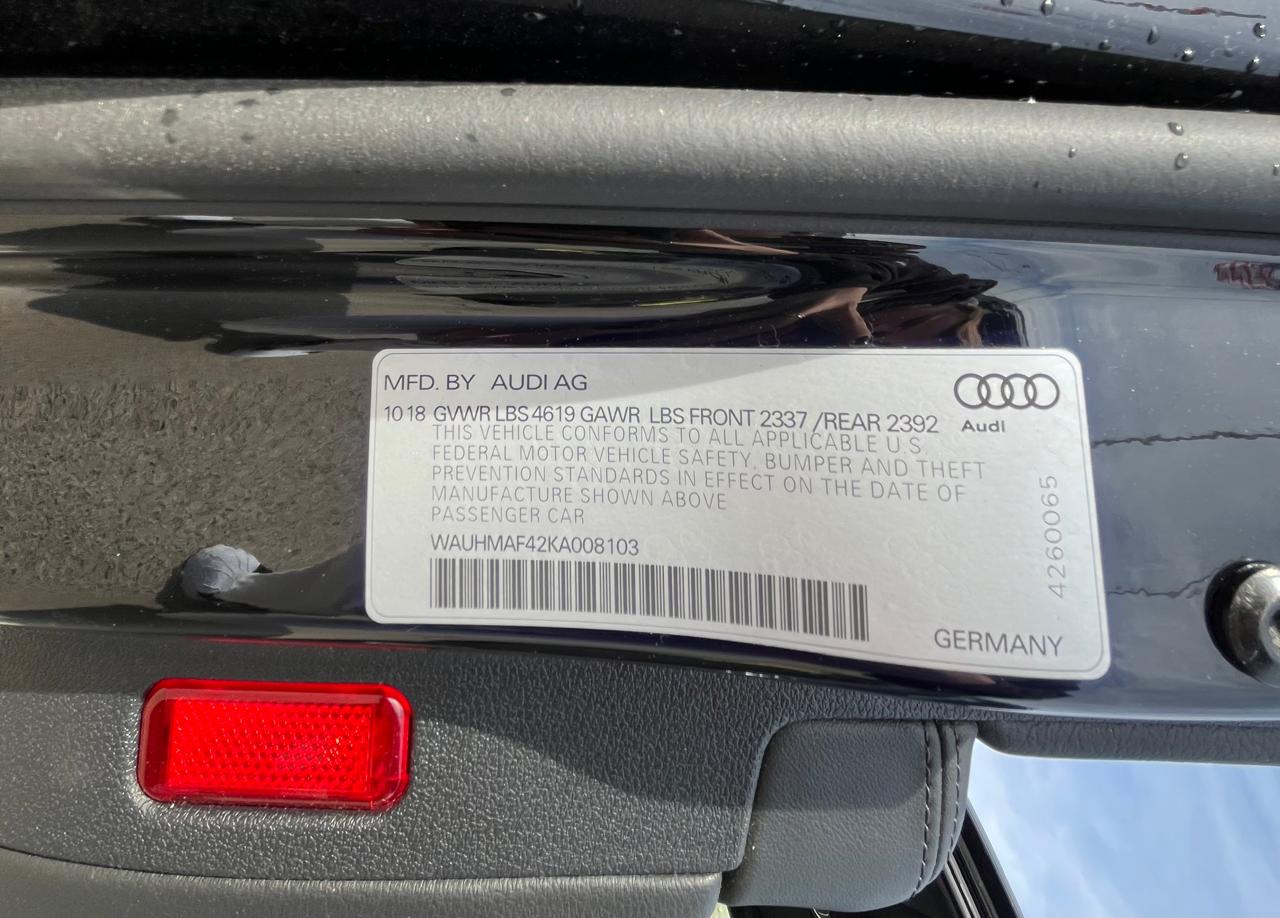 MFD. BY AUDI AG
10 18 GVWR LBS 4619 GAWR LBS FRONT 2337 /REAR 2392
Audi
THIS VEHICLE CONFORMS TO ALL APPLICABLE U.S.
FEDERAL MOTOR VEHICLE SAFETY, BUMPER AND THEFT
PREVENTION STANDARDS IN EFFECT ON THE DATE OF
MANUFACTURE SHOWN ABOVE
PASSENGER CAR
WAUHMAF42KA008103
4260065
GERMANY